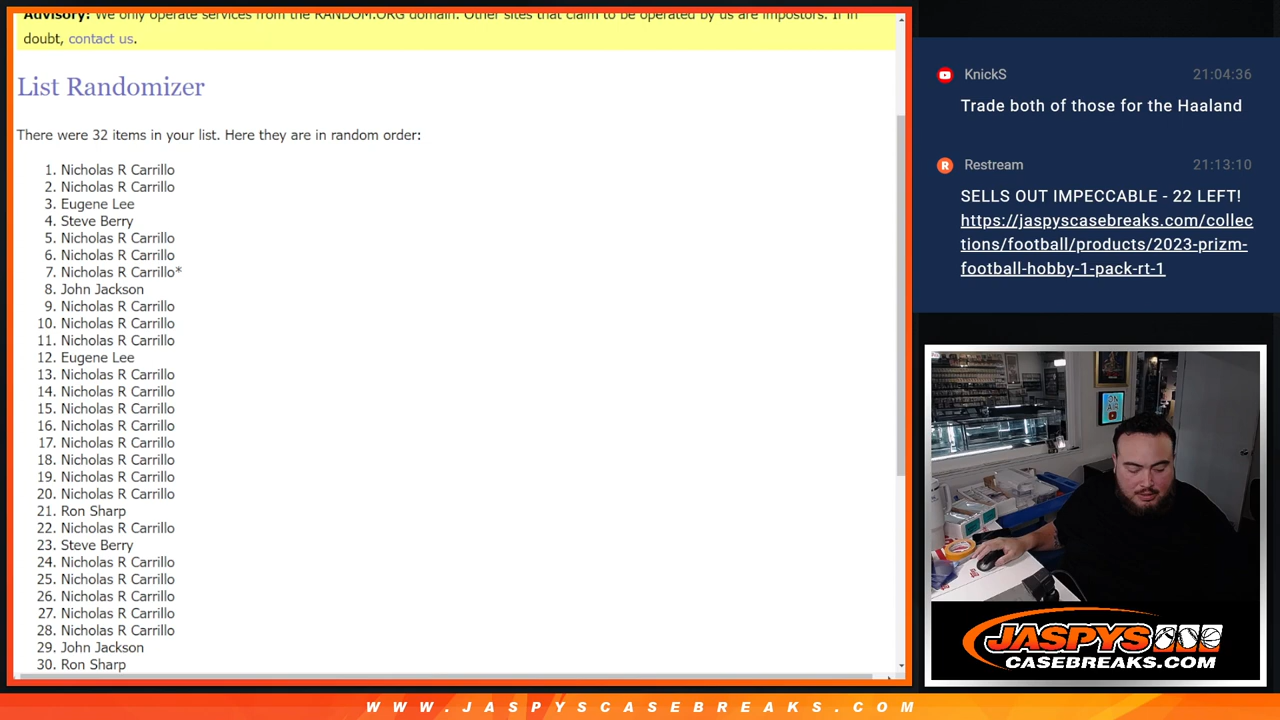 Advisory: We only operate services from the RANDOM.ORG domain. Other sites that claim to be operated by us are impostors. If in
doubt, contact us.
List Randomizer
There were 32 items in your list. Here they are in random order:
1. Nicholas R Carrillo
2. Nicholas R Carrillo
3. Eugene Lee
4. Steve Berry
5. Nicholas R Carrillo
6. Nicholas R Carrillo
7. Nicholas R Carrillo*
8. John Jackson
9. Nicholas R Carrillo
10. Nicholas R Carrillo
11. Nicholas R Carrillo
12. Eugene Lee
13. Nicholas R Carrillo
14. Nicholas R Carrillo
15. Nicholas R Carrillo
16. Nicholas R Carrillo
17. Nicholas R Carrillo
18. Nicholas R Carrillo
19. Nicholas R Carrillo
20. Nicholas R Carrillo
21. Ron Sharp
22. Nicholas R Carrillo
23. Steve Berry
24. Nicholas R Carrillo
25. Nicholas R Carrillo
26. Nicholas R Carrillo
27. Nicholas R Carrillo
28. Nicholas R Carrillo
29. John Jackson
30. Ron Sharp
KnickS 21:04:36
Trade both of those for the Haaland
R Restream 21:13:10
SELLS OUT IMPECCABLE - 22 LEFT!
https://jaspyscasebreaks.com/collec
tions/football/products/2023-prizm-
football-hobby-1-pack-rt-1
ON
AIR
JASPYS
CASEBREAKS.COM
WWW.JASPYSCASEBREAKS.COM